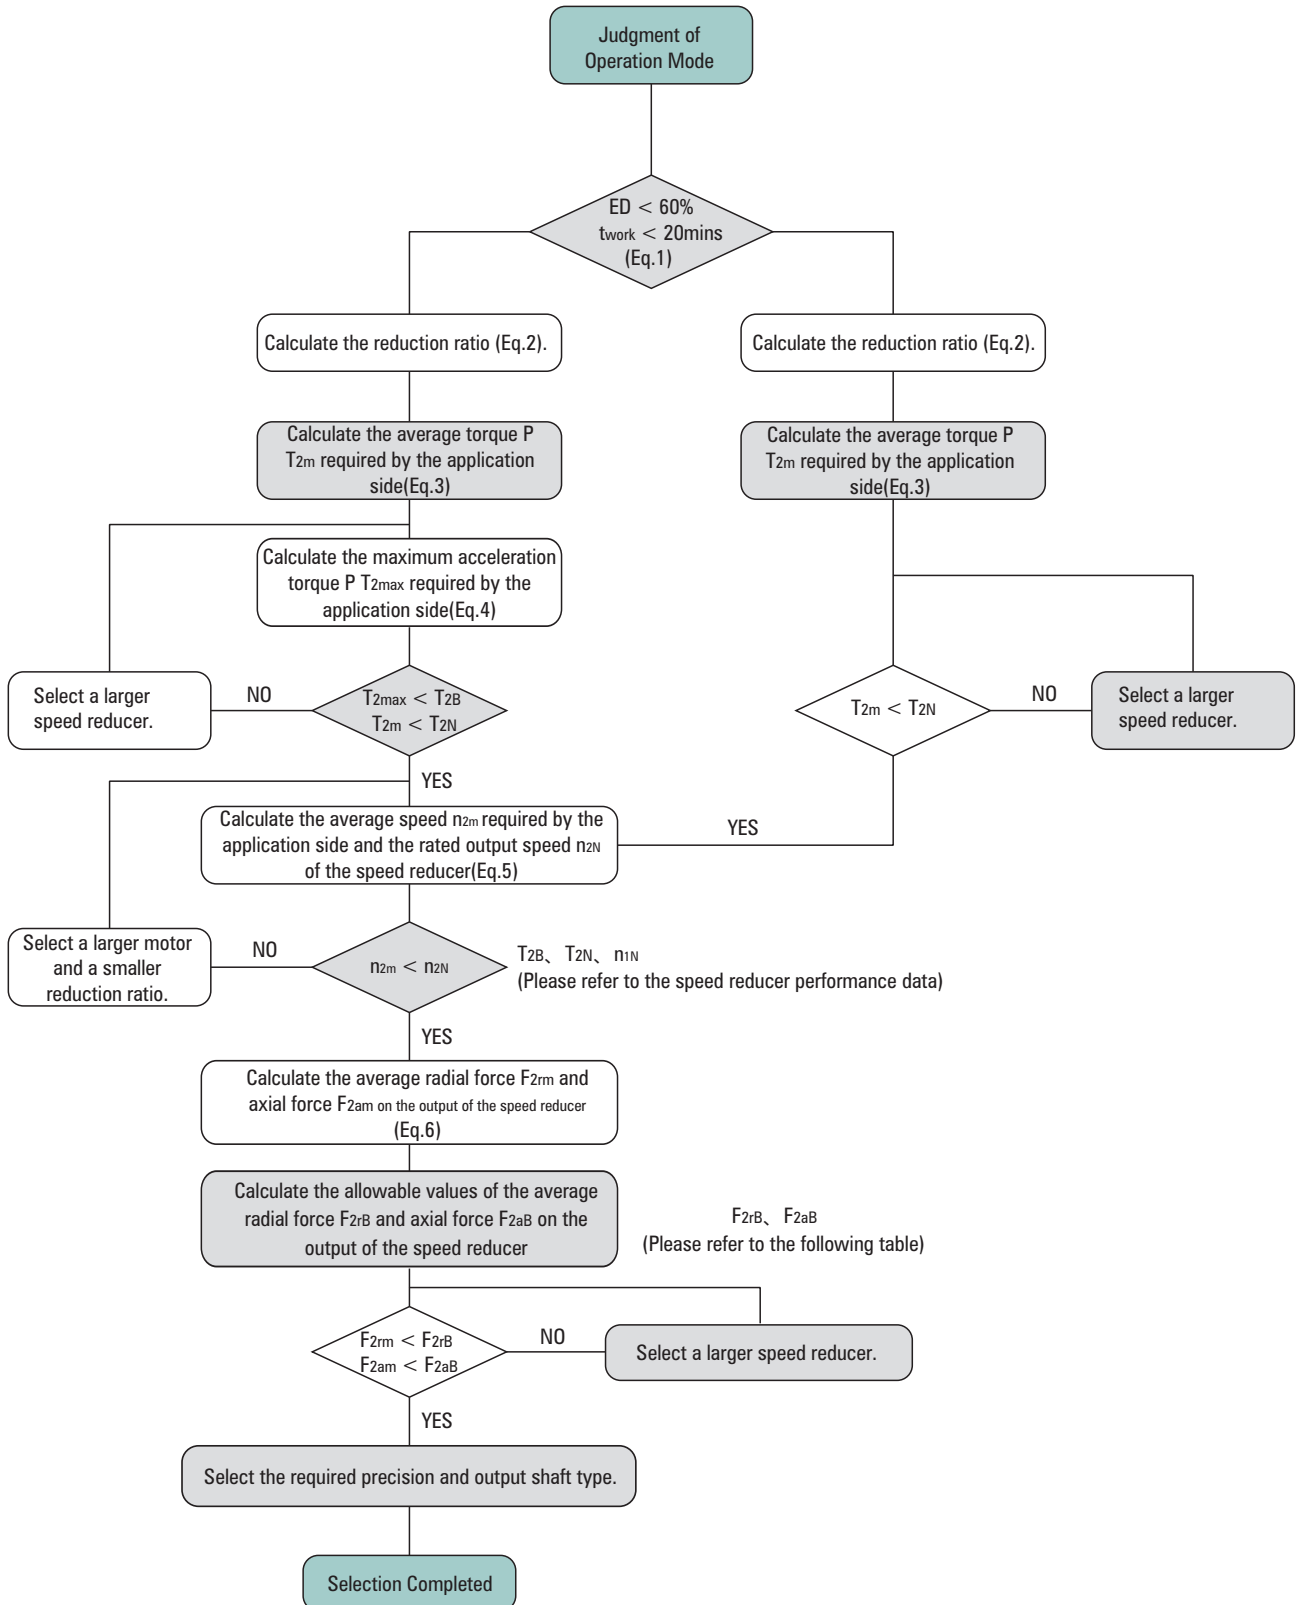 Judgment of
Operation Mode
ED < 60%
twork < 20mins
(Eq.1)
Calculate the reduction ratio (Eq.2).
Calculate the reduction ratio (Eq.2).
Calculate the average torque P
T2m required by the application
side(Eq.3)
Calculate the average torque P
T2m required by the application
side(Eq.3)
Calculate the maximum acceleration
torque P T2max required by the
application side(Eq.4)
Select a larger
speed reducer.
NO
T2max < T2B
T2m < T2N
T2m < T2N
NO
Select a larger
speed reducer.
YES
Calculate the average speed n2m required by the
application side and the rated output speed n2N
of the speed reducer(Eq.5)
YES
Select a larger motor
and a smaller
reduction ratio.
NO
n2m < n2N
T2B、 T2N、 n1N
(Please refer to the speed reducer performance data)
YES
Calculate the average radial force F2rm and
axial force F2am on the output of the speed reducer
(Eq.6)
Calculate the allowable values of the average
radial force F2rB and axial force F2aB on the
output of the speed reducer
F2rB、 F2aB
(Please refer to the following table)
F2rm < F2rB
F2am < F2aB
NO
Select a larger speed reducer.
YES
Select the required precision and output shaft type.
Selection Completed